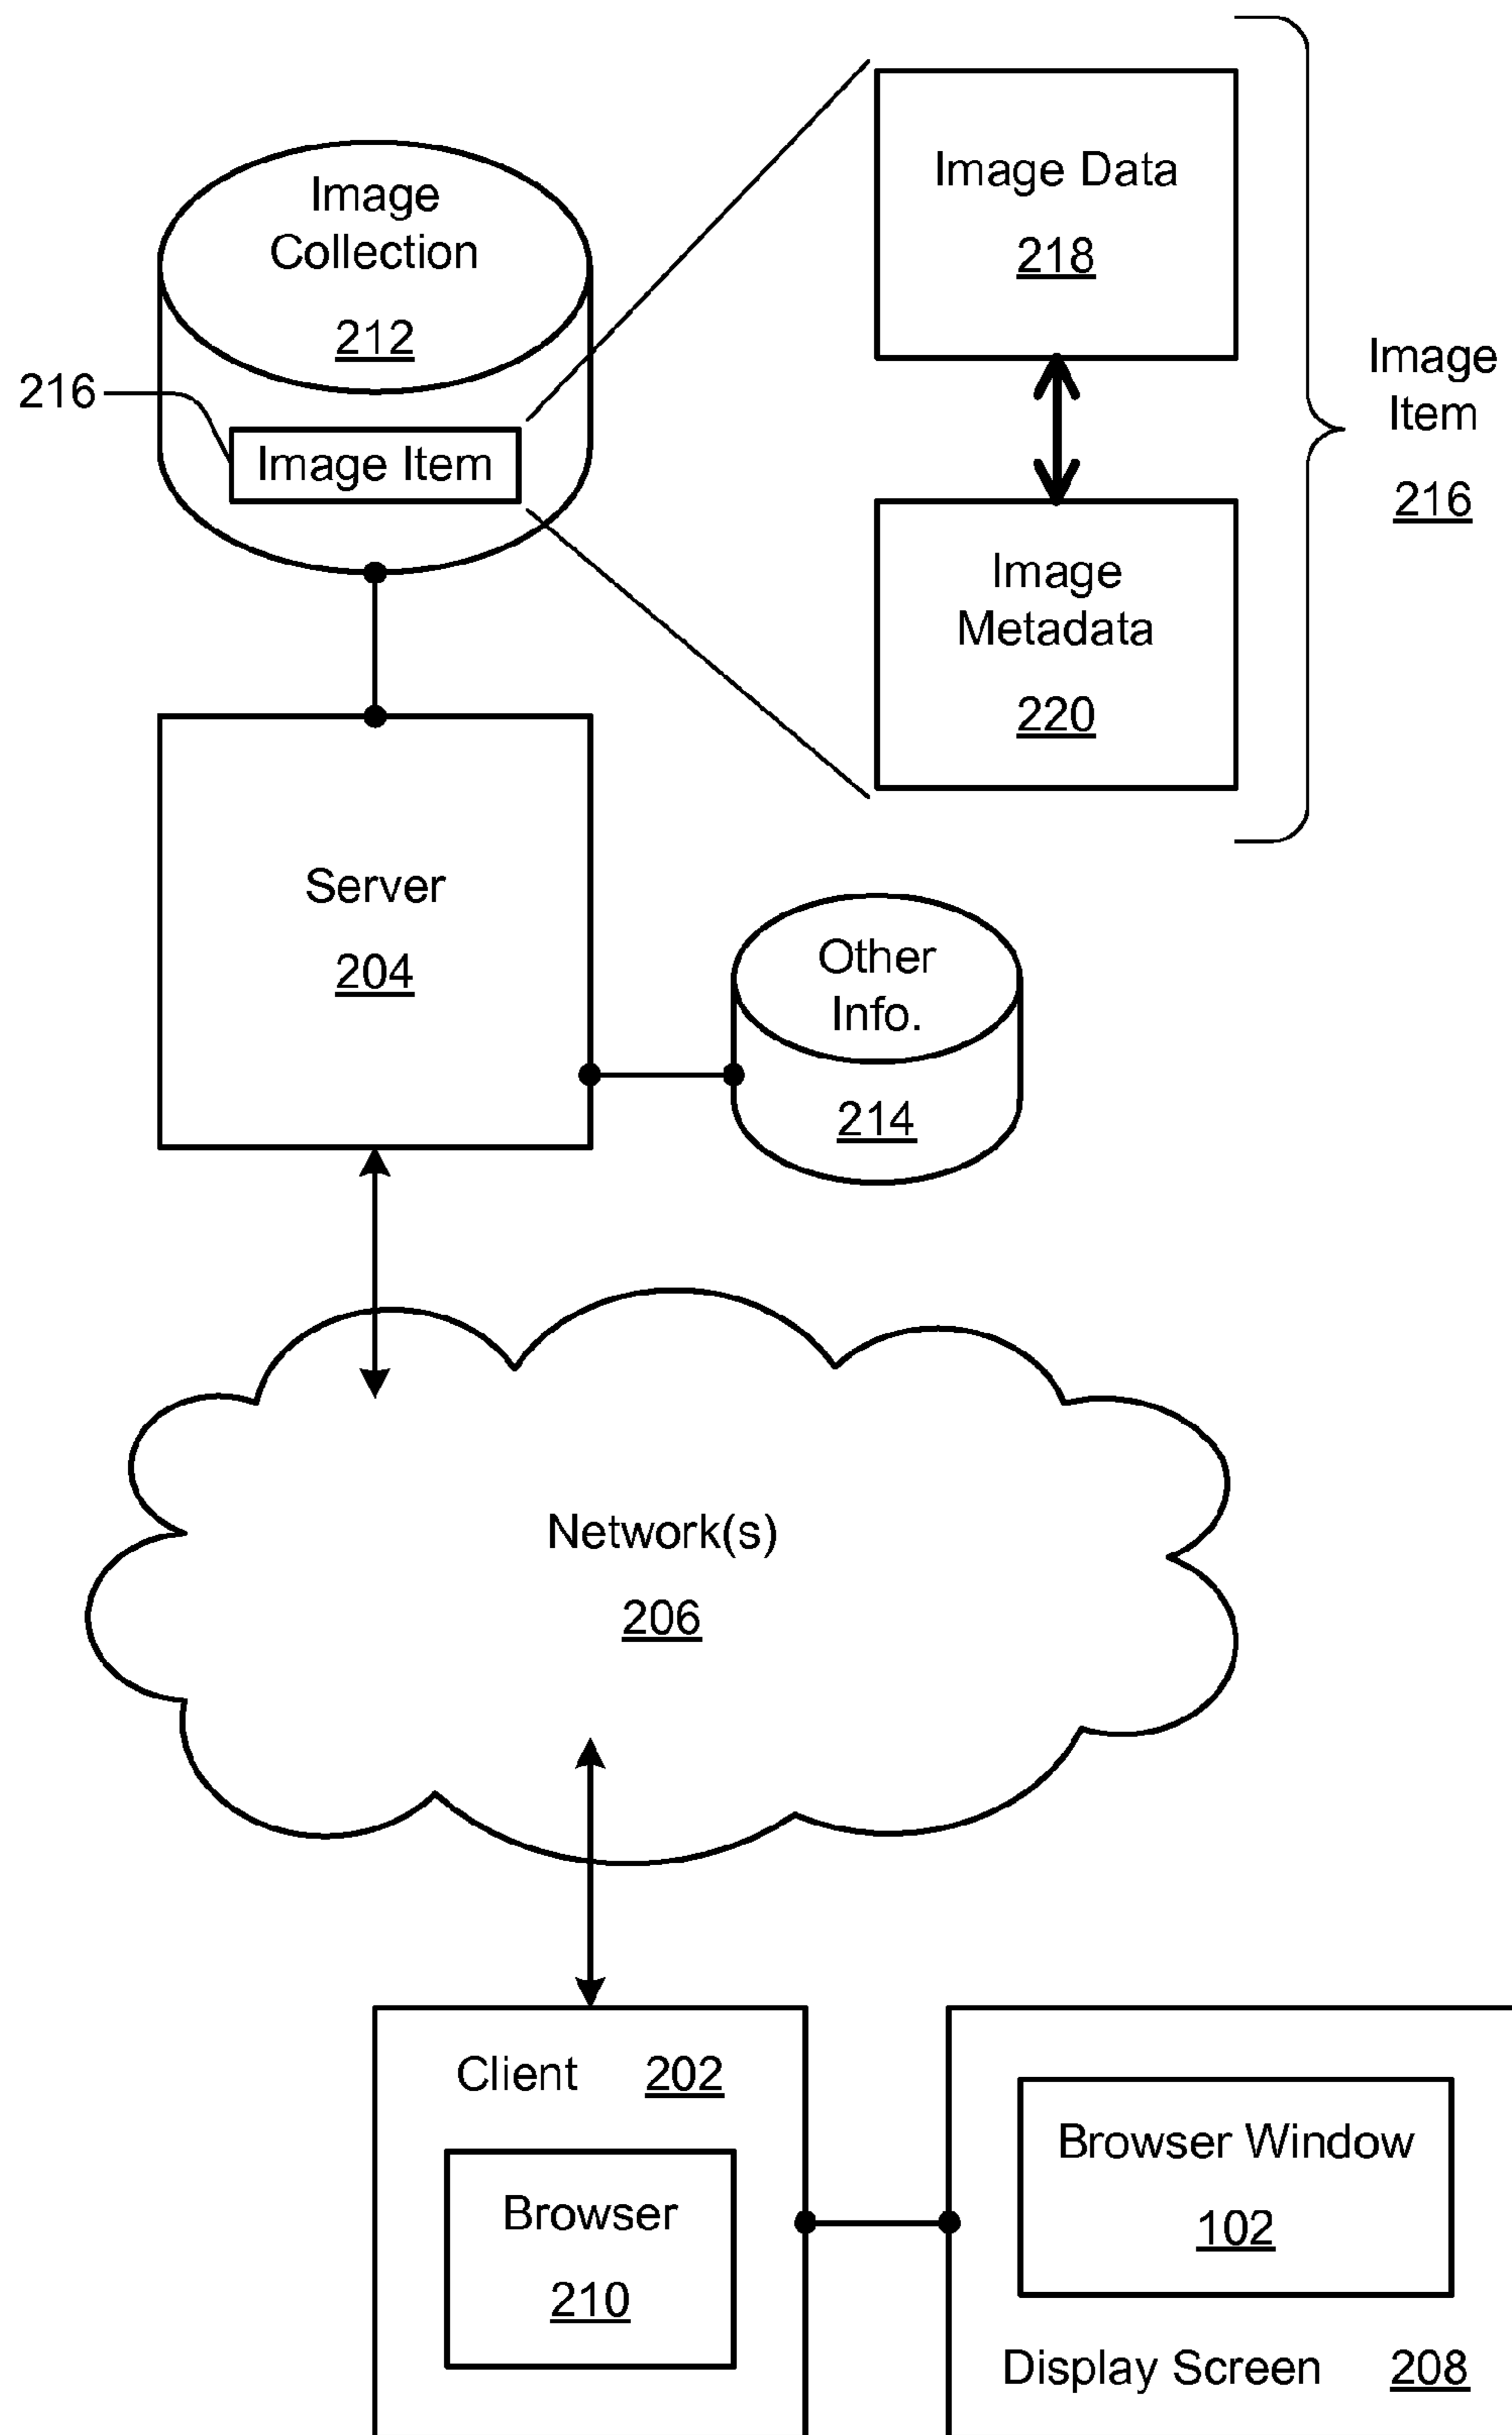 Image
Collection
212
216
Image Item
Image Data
218
Image
Metadata
220
Image
Item
216
Server
204
Other
Info.
214
Network(s)
206
Client 202
Browser
210
Browser Window
102
Display Screen 208